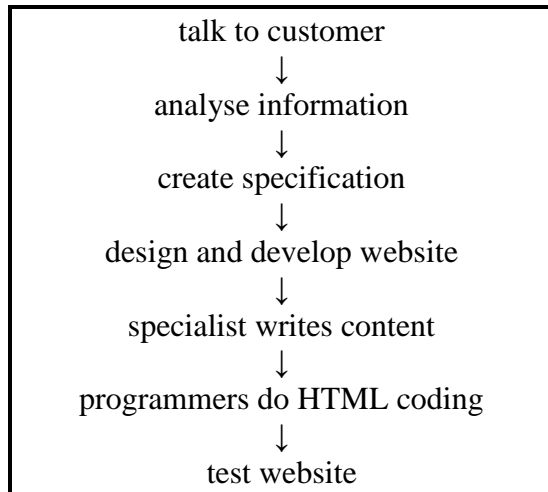 talk to customer
↓
analyse information
↓
create specification
↓
design and develop website
↓
specialist writes content
↓
programmers do HTML coding
↓
test website